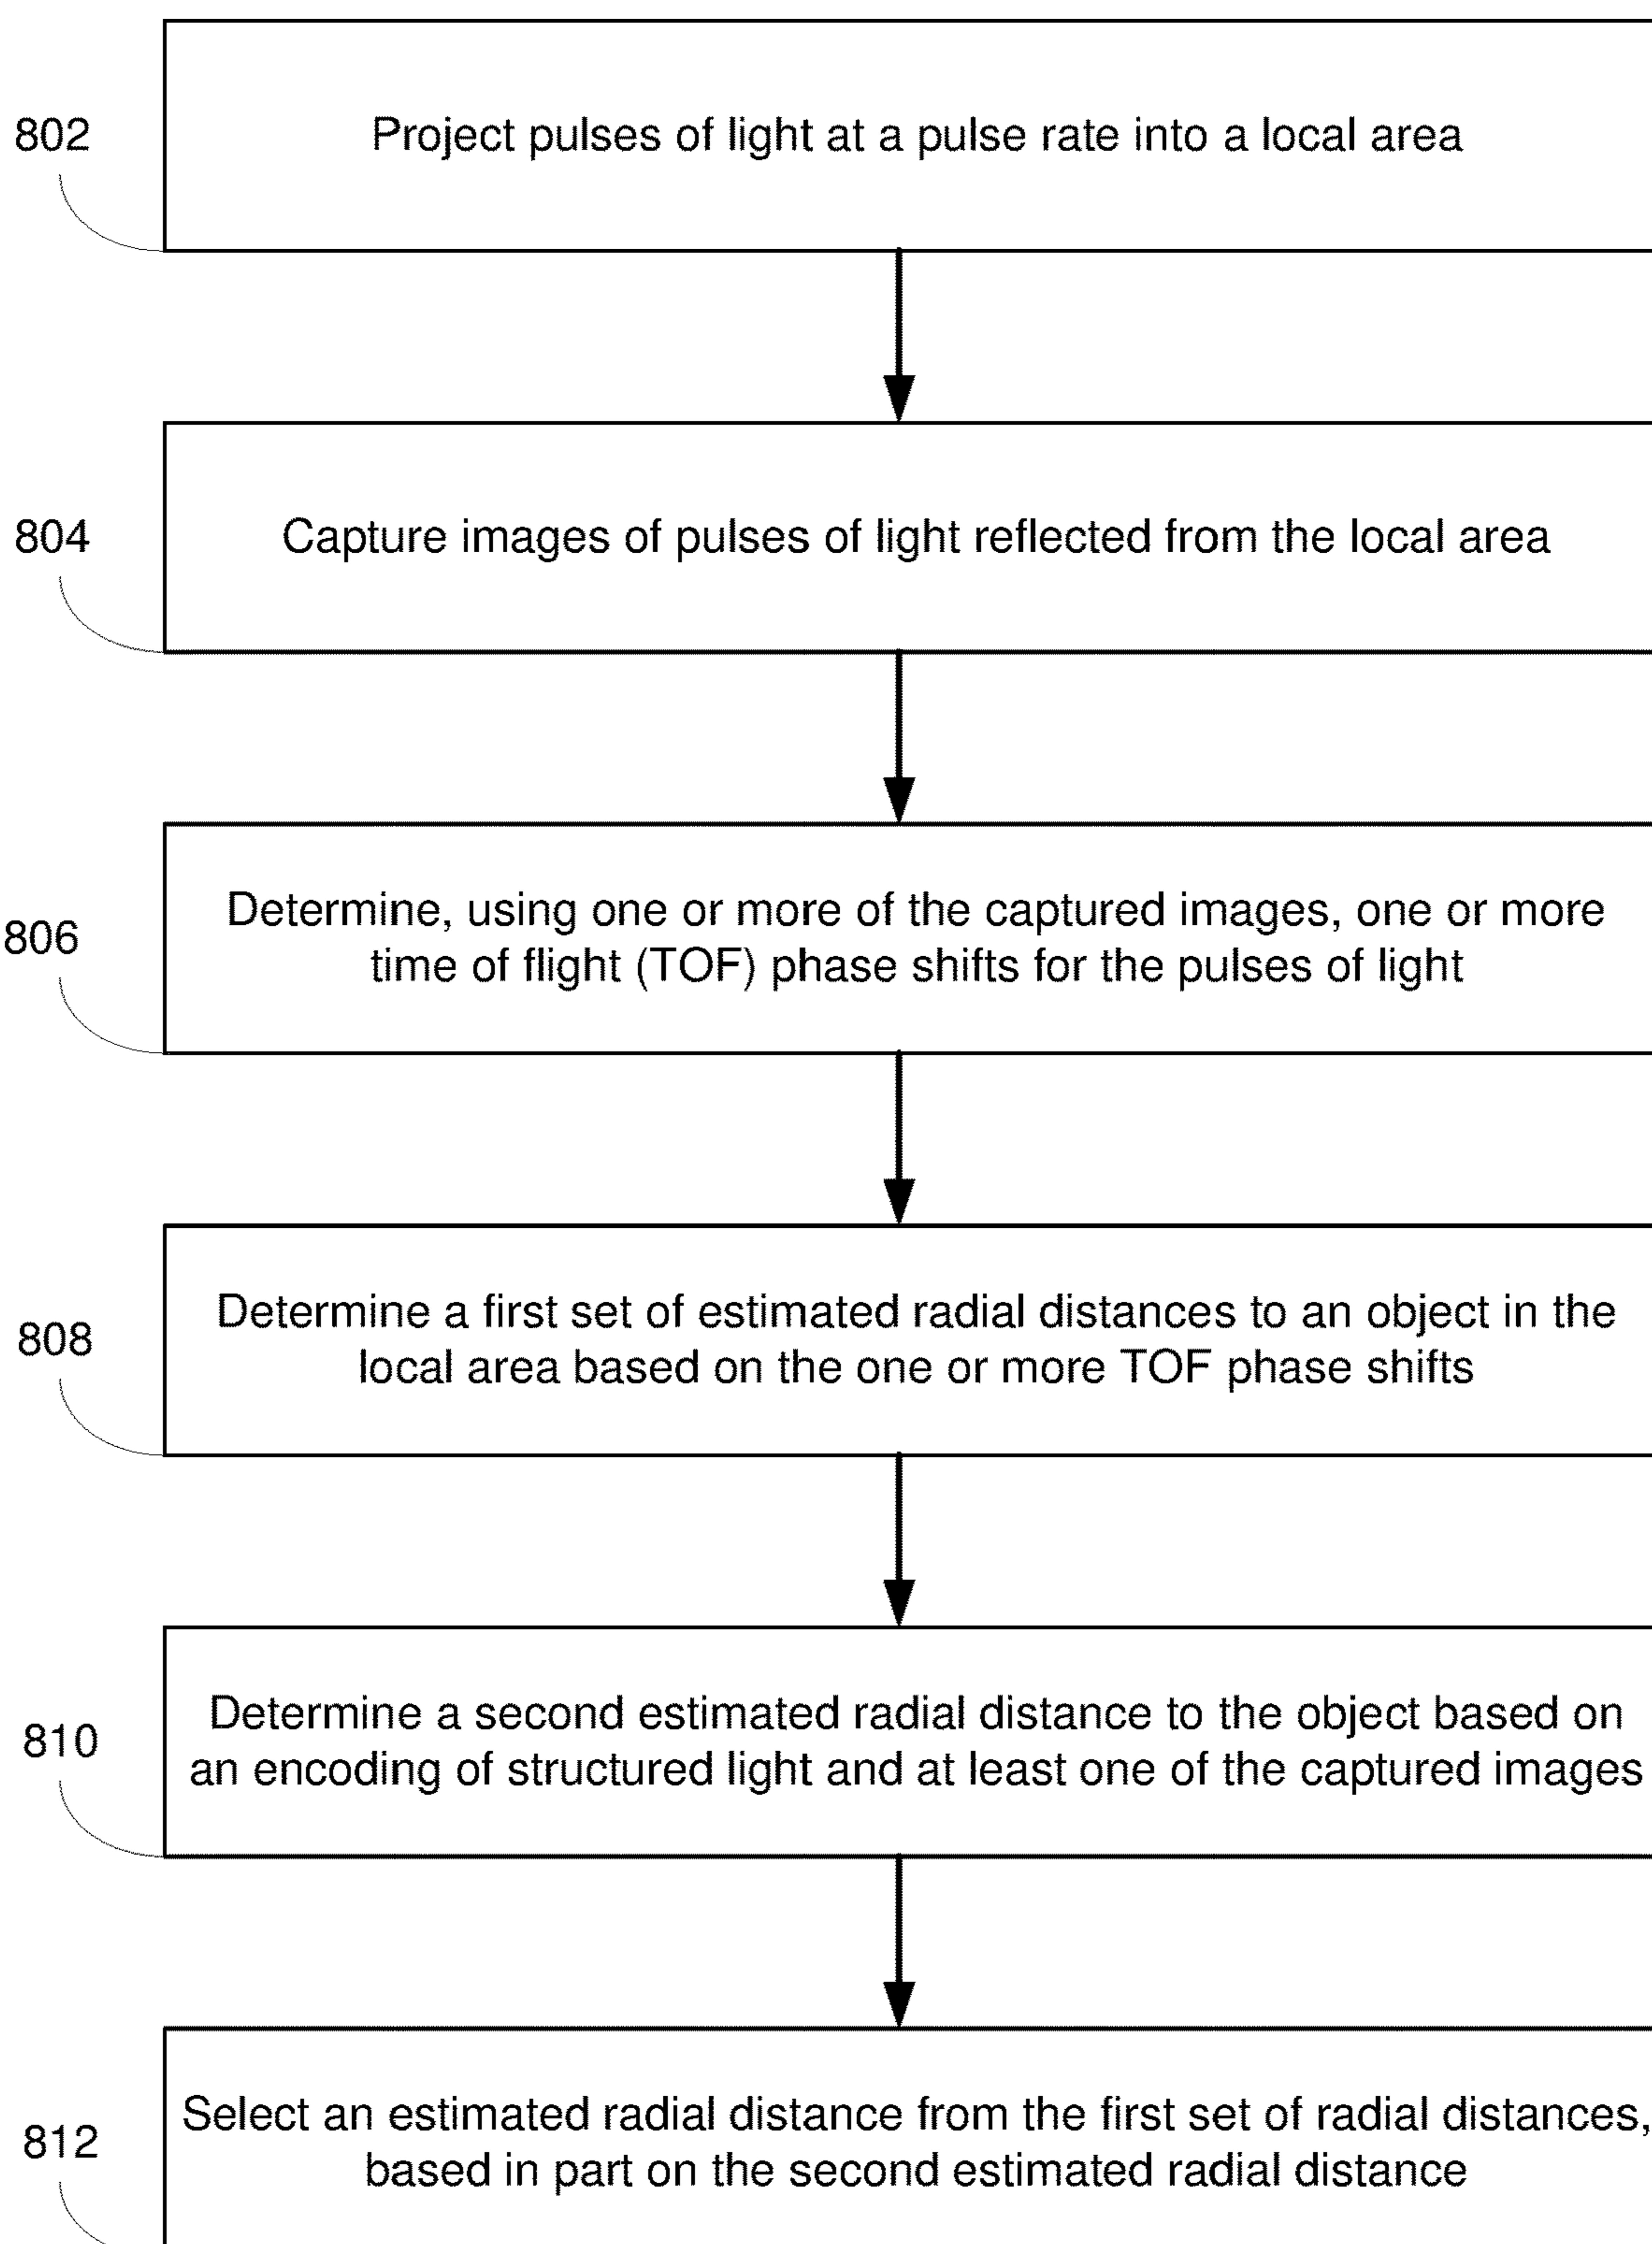 802
Project pulses of light at a pulse rate into a local area
804
Capture images of pulses of light reflected from the local area
806
Determine, using one or more of the captured images, one or more
time of flight (TOF) phase shifts for the pulses of light
808
Determine a first set of estimated radial distances to an object in the
local area based on the one or more TOF phase shifts
810
Determine a second estimated radial distance to the object based on
an encoding of structured light and at least one of the captured images
812
Select an estimated radial distance from the first set of radial distances,
based in part on the second estimated radial distance